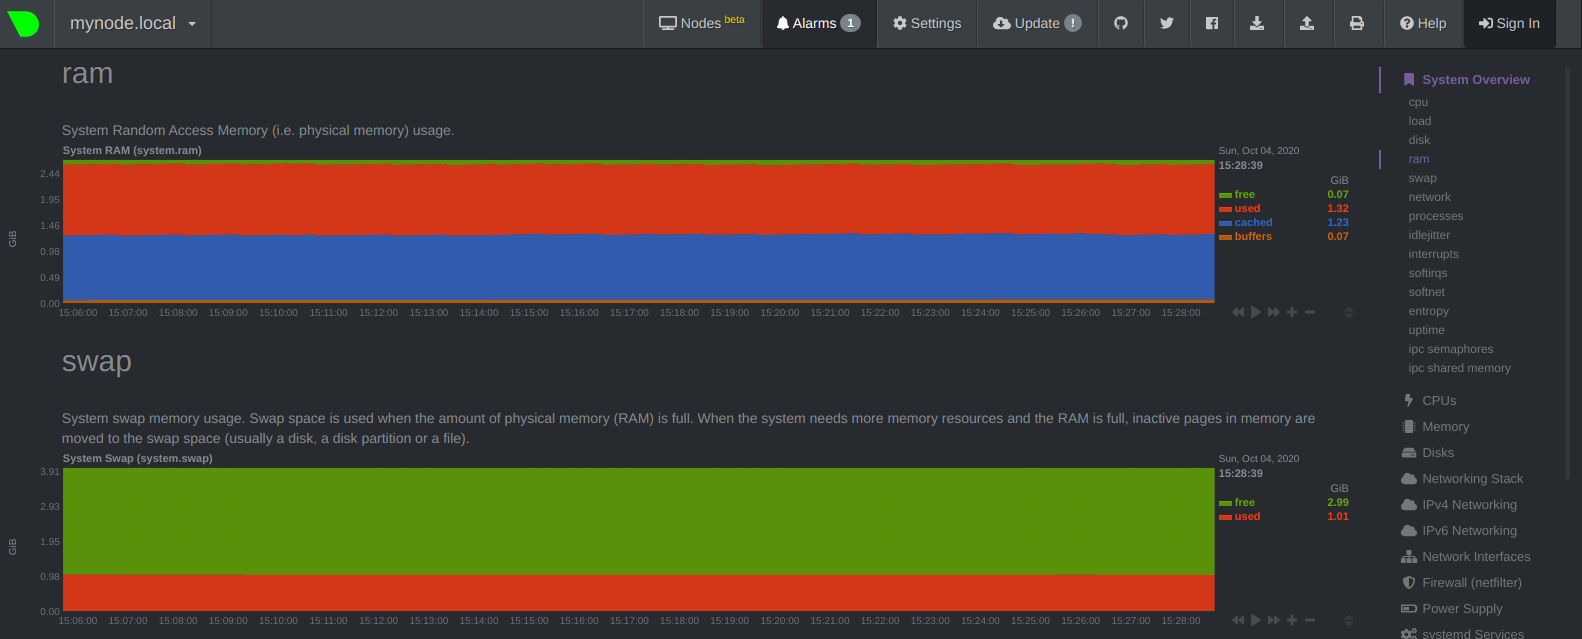 mynode.local
Nodes beta
Alarms 1
Settings
Update !
Help
Sign In
ram
System Random Access Memory (i.e. physical memory) usage.
System RAM (system.ram)
GiB
2.44
1.95
1.46
0.98
0.49
0.00
15:06:00 15:07:00 15:08:00 15:09:00 15:10:00 15:11:00 15:12:00 15:13:00 15:14:00 15:15:00 15:16:00 15:17:00 15:18:00 15:19:00 15:20:00 15:21:00 15:22:00 15:23:00 15:24:00 15:25:00 15:26:00 15:27:00 15:28:00
Sun, Oct 04, 2020
15:28:39
GiB
free 0.07
used 1.32
cached 1.23
buffers 0.07
swap
System swap memory usage. Swap space is used when the amount of physical memory (RAM) is full. When the system needs more memory resources and the RAM is full, inactive pages in memory are
moved to the swap space (usually a disk, a disk partition or a file).
System Swap (system.swap)
GiB
3.91
2.93
1.95
0.98
0.00
15:06:00 15:07:00 15:08:00 15:09:00 15:10:00 15:11:00 15:12:00 15:13:00 15:14:00 15:15:00 15:16:00 15:17:00 15:18:00 15:19:00 15:20:00 15:21:00 15:22:00 15:23:00 15:24:00 15:25:00 15:26:00 15:27:00 15:28:00
Sun, Oct 04, 2020
15:28:39
GiB
free 2.99
used 1.01
System Overview
cpu
load
disk
ram
swap
network
processes
idlejitter
interrupts
softirqs
softnet
entropy
uptime
ipc semaphores
ipc shared memory
CPUs
Memory
Disks
Networking Stack
IPv4 Networking
IPv6 Networking
Network Interfaces
Firewall (netfilter)
Power Supply
systemd Services